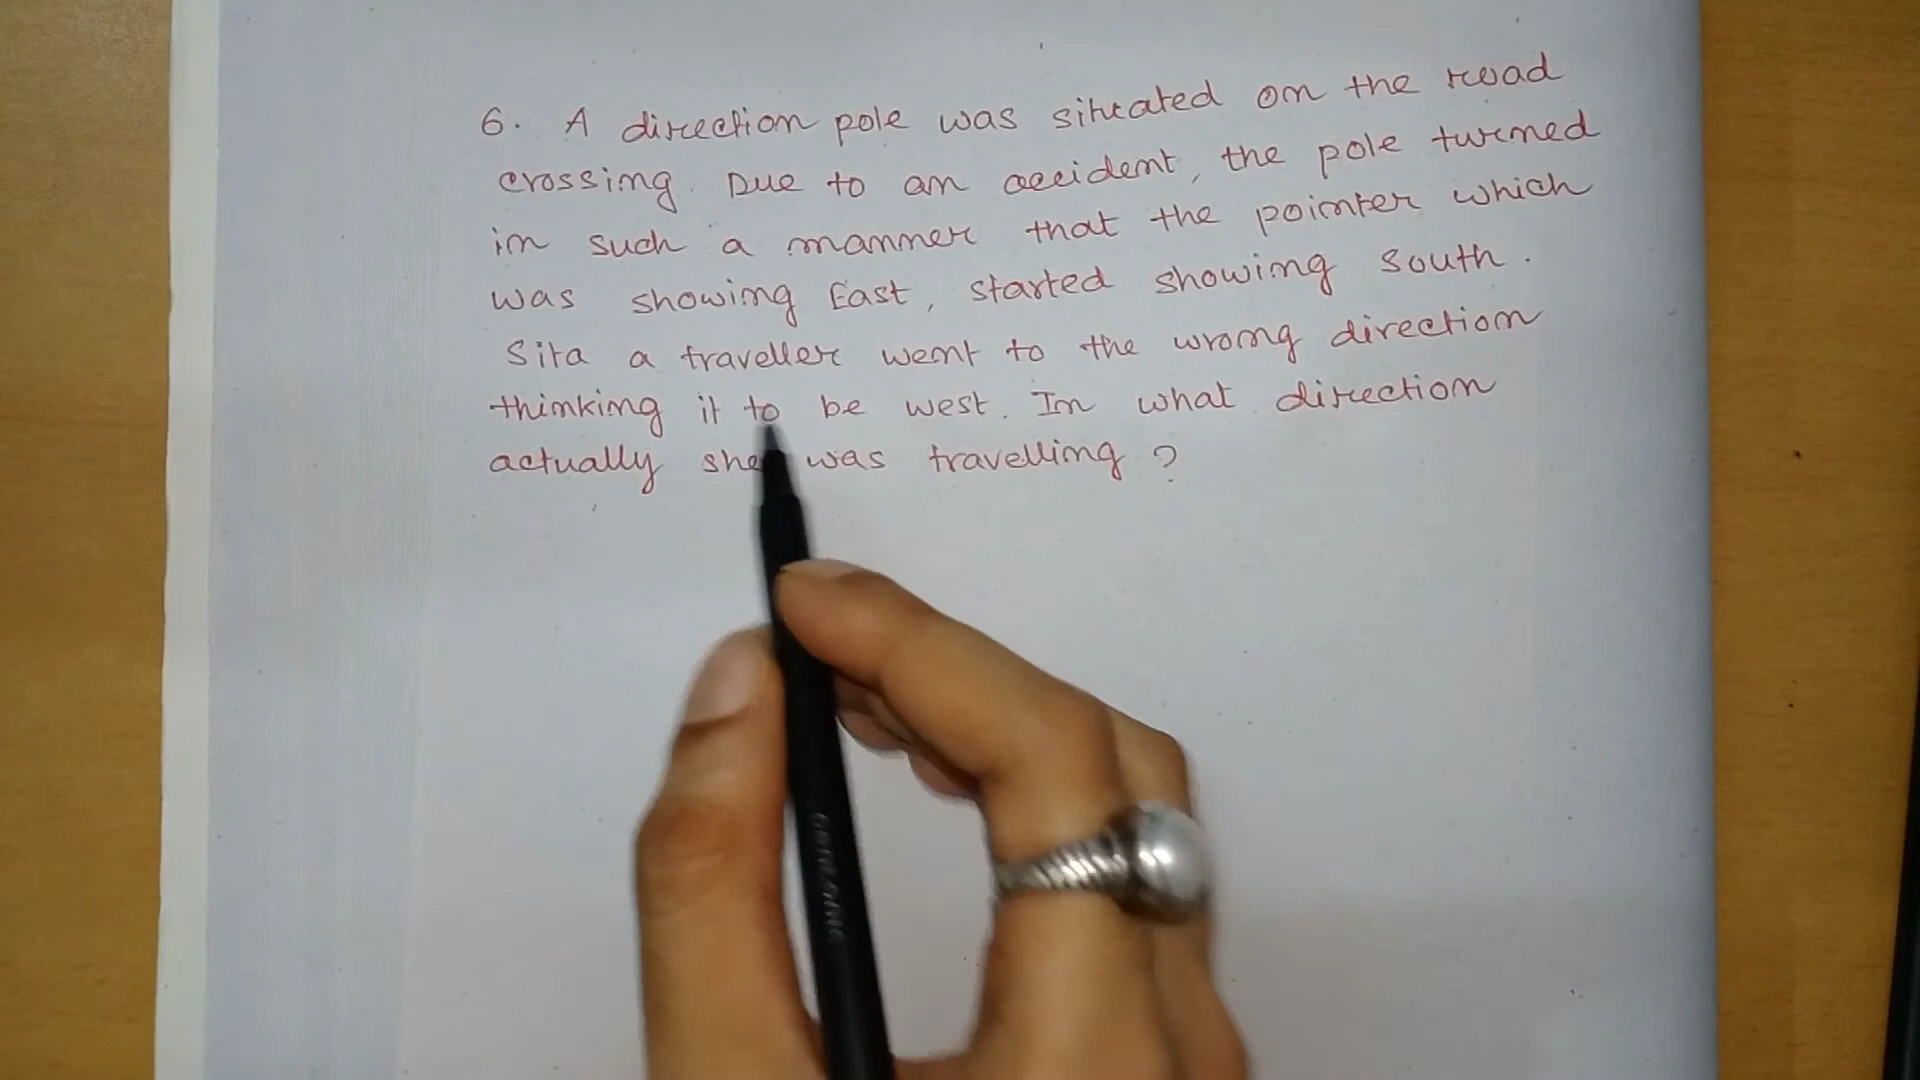 6. A direction pole was situated on the road
crossing. Due to an accident, the pole turned
in such a manner that the pointer which
was showing East, started showing south.
Sita a traveller went to the wrong direction
thinking it to be west. In what direction
actually she was travelling ?